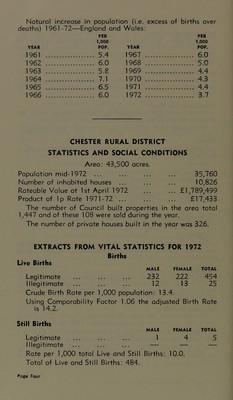 Natural increase in population (i.e. excess of births over
deaths) 1961-72—England and Wales:
YEAR PER 1,000 POP. YEAR PER 1,000 POP.
1961 ............... 5.4 1967 ............... 6.0
1962 ............... 6.0 1968 ............... 5.0
1963 ............... 5.8 1969 ............... 4.4
1964 ............... 7.1 1970 ............... 4.3
1965 ............... 6.5 1971 ............... 4.4
1966 ............... 6.0 1972 ............... 3.7
CHESTER RURAL DISTRICT
STATISTICS AND SOCIAL CONDITIONS
Area: 43,500 acres.
Population mid-1972 ... ... ... ... 35,760
Number of inhabited houses ... ... ... 10,826
Rateable Value at 1st April 1972 ... ... £1,789,499
Product of 1p Rate 1971-72 ... ... ... £17,433
The number of Council built properties in the area total
1,447 and of these 108 were sold during the year.
The number of private houses built in the year was 326.
EXTRACTS FROM VITAL STATISTICS FOR 1972
Births
Live Births
MALE FEMALE TOTAL
Legitimate ... ... ... ... 232 222 454
Illegitimate ... ... ... ... 12 13 25
Crude Birth Rate per 1,000 population: 13.4.
Using Comparability Factor 1.06 the adjusted Birth Rate
is 14.2.
Still Births
MALE FEMALE TOTAL
Legitimate ... ... ... ... 1 4 5
Illegitimate ... ... ... ... — — —
Rate per 1,000 total Live and Still Births: 10.0.
Total of Live and Still Births: 484.
Page Four